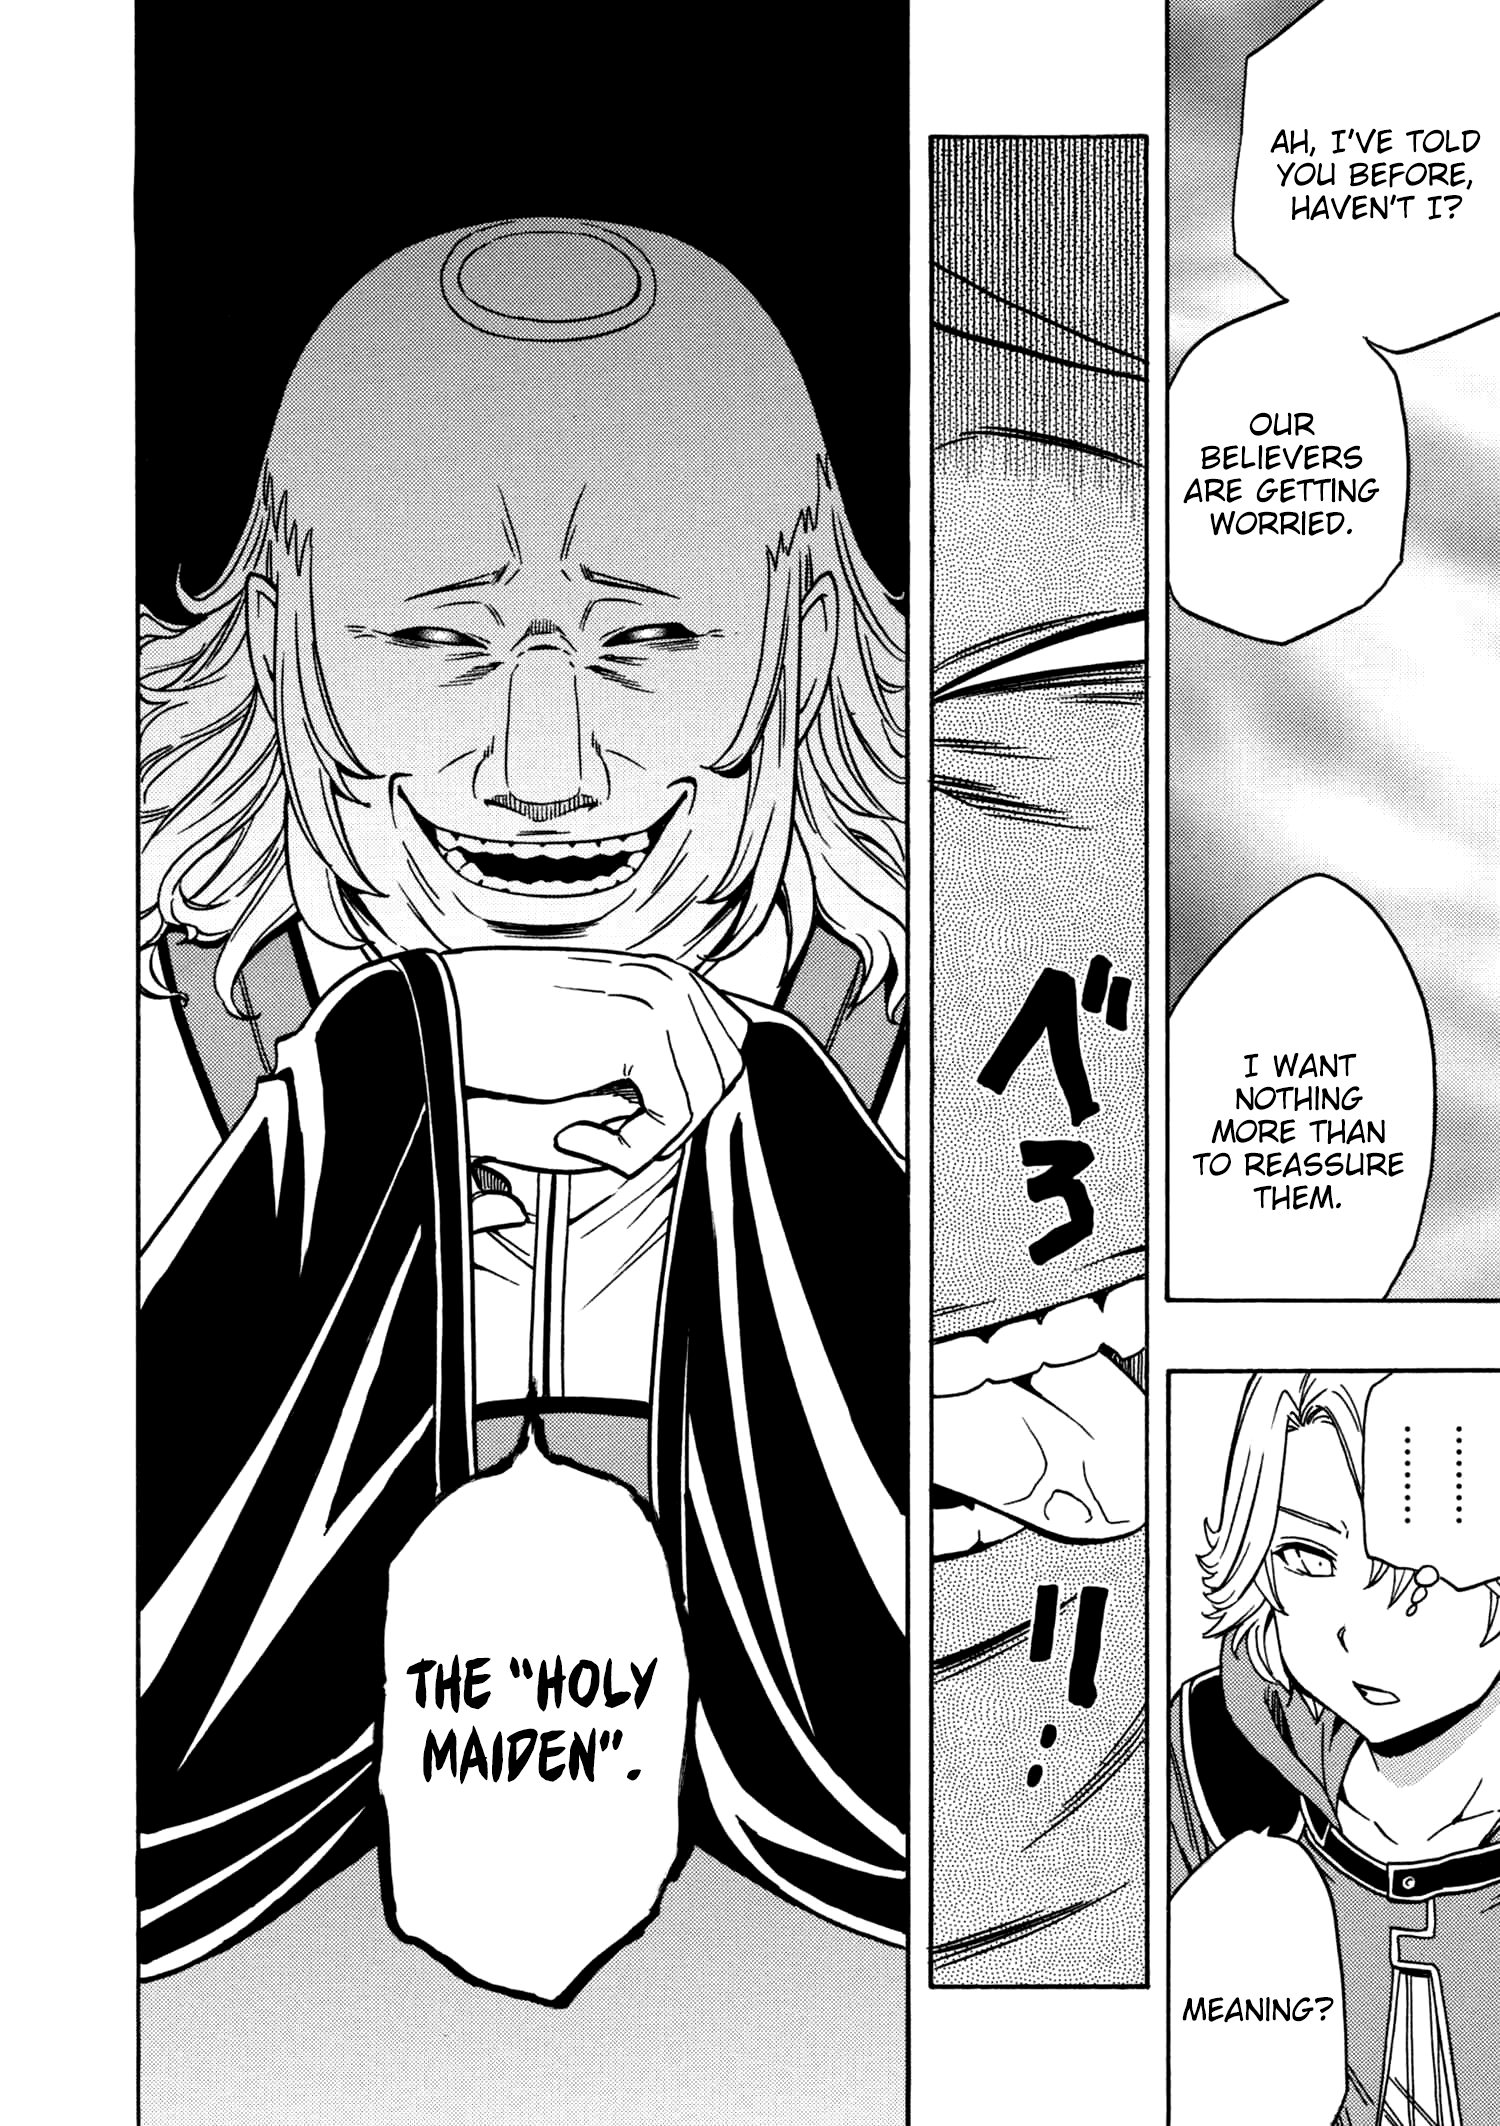 AH, I'VE TOLD
YOU BEFORE,
HAVEN'T I?
OUR
BELIEVERS
ARE GETTING
WORRIED.
I WANT
NOTHING
MORE THAN
TO REASSURE
THEM.
………
………
MEANING?
べろ
!!
THE "HOLY
MAIDEN".